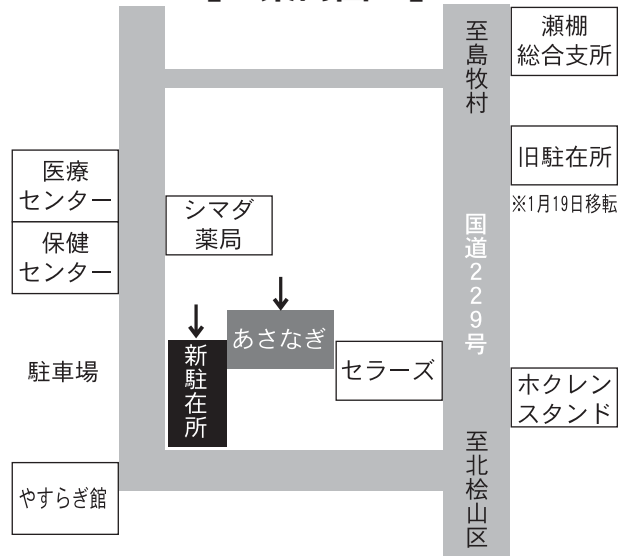 至島牧村
瀬棚
総合支所
旧駐在所
※1月19日移転
医療
センター
保健
センター
シマダ
薬局
国道229号
あさなぎ
新駐在所
セラーズ
駐車場
ホクレン
スタンド
至北桧山区
やすらぎ館